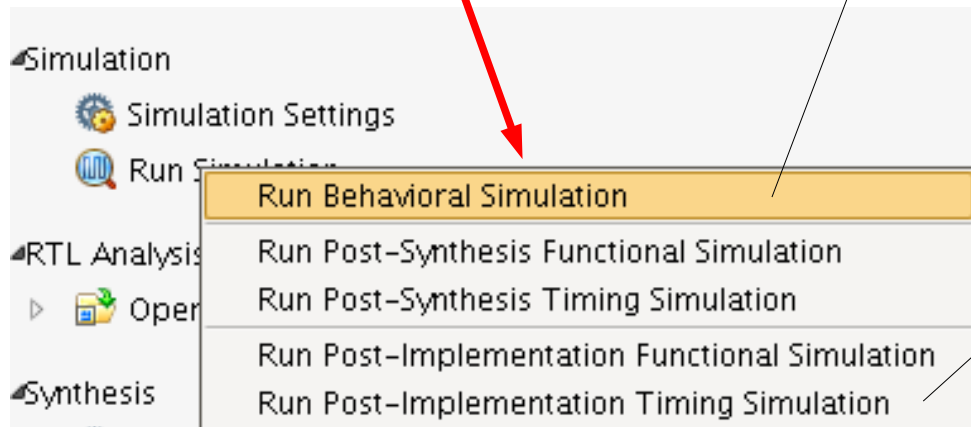 Simulation
Simulation Settings
Run Simulation
Run Behavioral Simulation
RTL Analysis
Run Post-Synthesis Functional Simulation
Run Post-Synthesis Timing Simulation
Run Post-Implementation Functional Simulation
Synthesis
Run Post-Implementation Timing Simulation